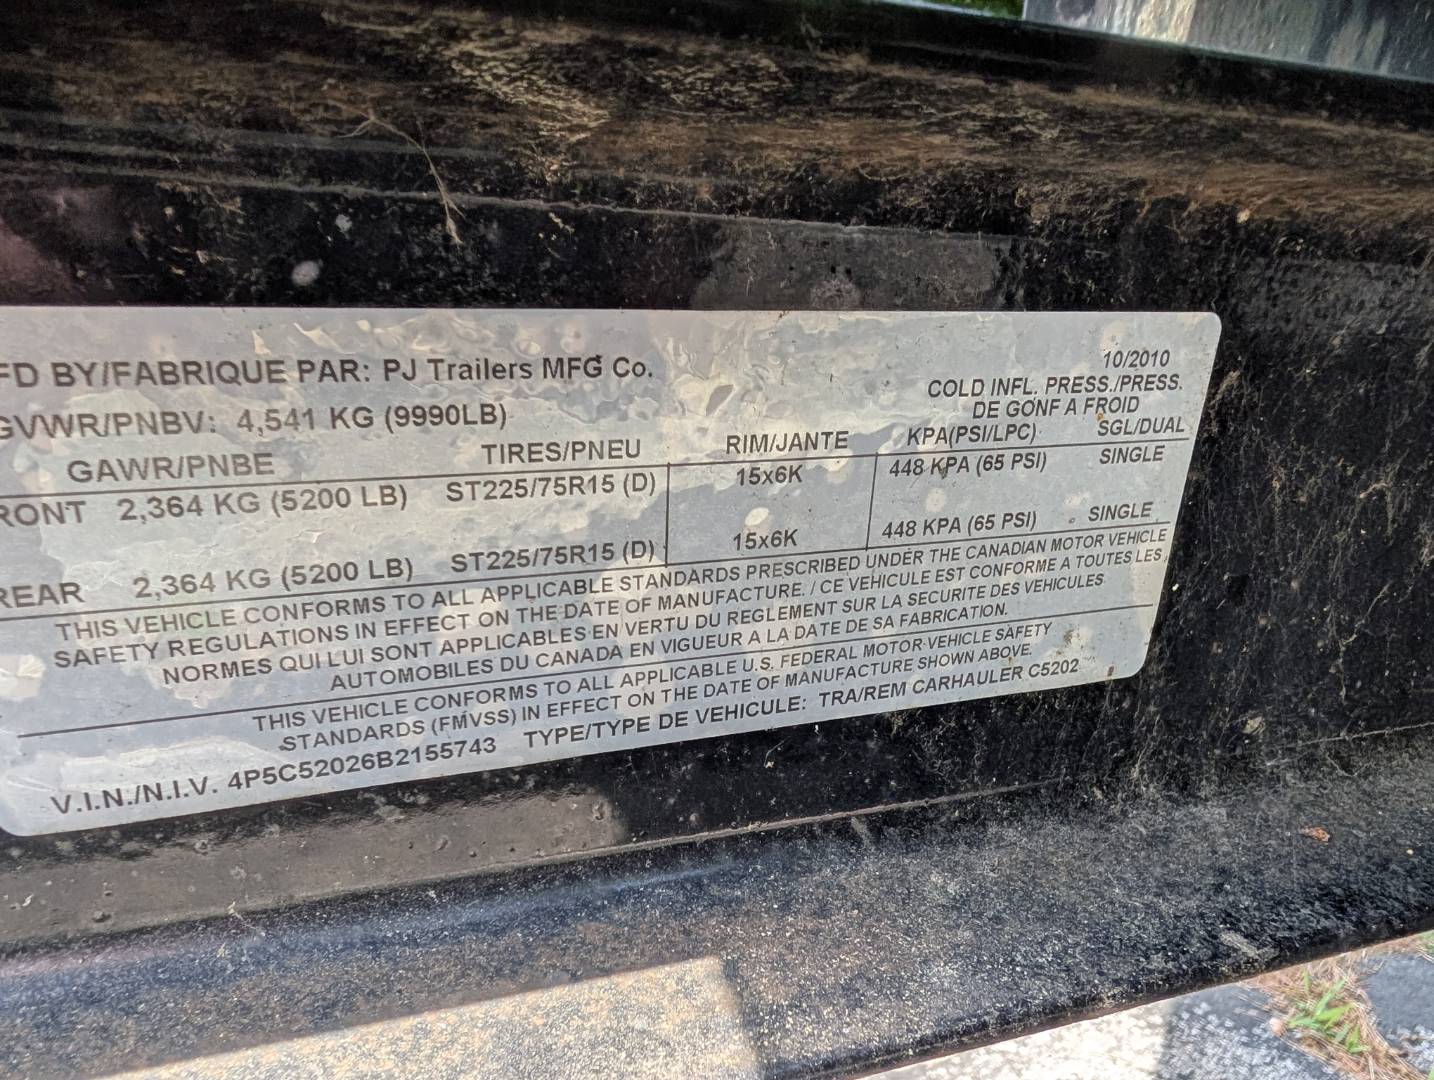 FD BY/FABRIQUE PAR: PJ Trailers MFG Co.
10/2010
GVWR/PNBV: 4,541 KG (9990LB)
COLD INFL. PRESS./PRESS.
DE GONF A FROID
GAWR/PNBE TIRES/PNEU RIM/JANTE KPA(PSI/LPC) SGL/DUAL
RONT 2,364 KG (5200 LB) ST225/75R15 (D) 15x6K 448 KPA (65 PSI) SINGLE
REAR 2,364 KG (5200 LB) ST225/75R15 (D) 15x6K 448 KPA (65 PSI) SINGLE
THIS VEHICLE CONFORMS TO ALL APPLICABLE STANDARDS PRESCRIBED UNDER THE CANADIAN MOTOR VEHICLE
SAFETY REGULATIONS IN EFFECT ON THE DATE OF MANUFACTURE. / CE VEHICULE EST CONFORME A TOUTES LES
NORMES QUI LUI SONT APPLICABLES EN VERTU DU REGLEMENT SUR LA SECURITE DES VEHICULES
AUTOMOBILES DU CANADA EN VIGUEUR A LA DATE DE SA FABRICATION.
THIS VEHICLE CONFORMS TO ALL APPLICABLE U.S. FEDERAL MOTOR VEHICLE SAFETY
STANDARDS (FMVSS) IN EFFECT ON THE DATE OF MANUFACTURE SHOWN ABOVE.
V.I.N./N.I.V. 4P5C52026B2155743 TYPE/TYPE DE VEHICULE: TRA/REM CARHAULER C5202